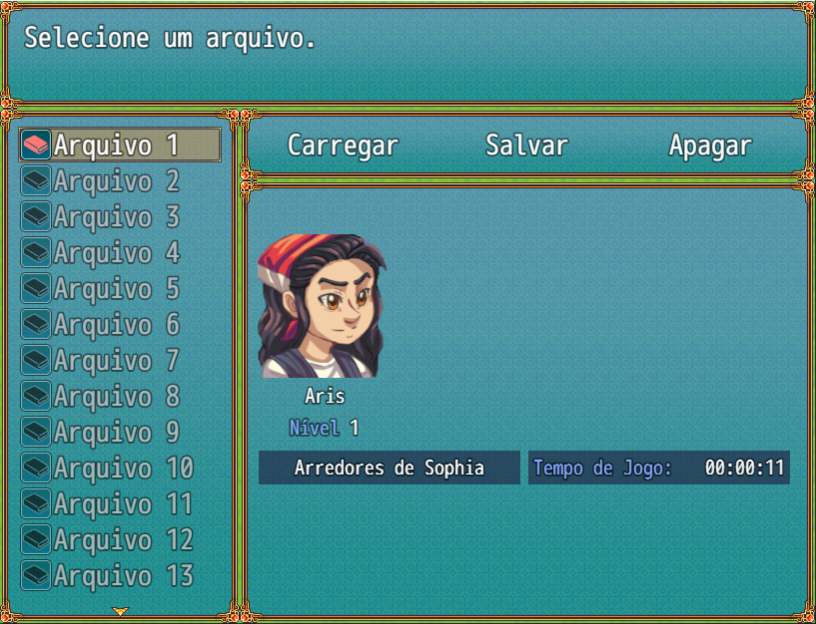 Selecione um arquivo.
Arquivo 1
Arquivo 2
Arquivo 3
Arquivo 4
Arquivo 5
Arquivo 6
Arquivo 7
Arquivo 8
Arquivo 9
Arquivo 10
Arquivo 11
Arquivo 12
Arquivo 13
Carregar Salvar Apagar
Aris
Nível 1
Arredores de Sophia Tempo de Jogo: 00:00:11